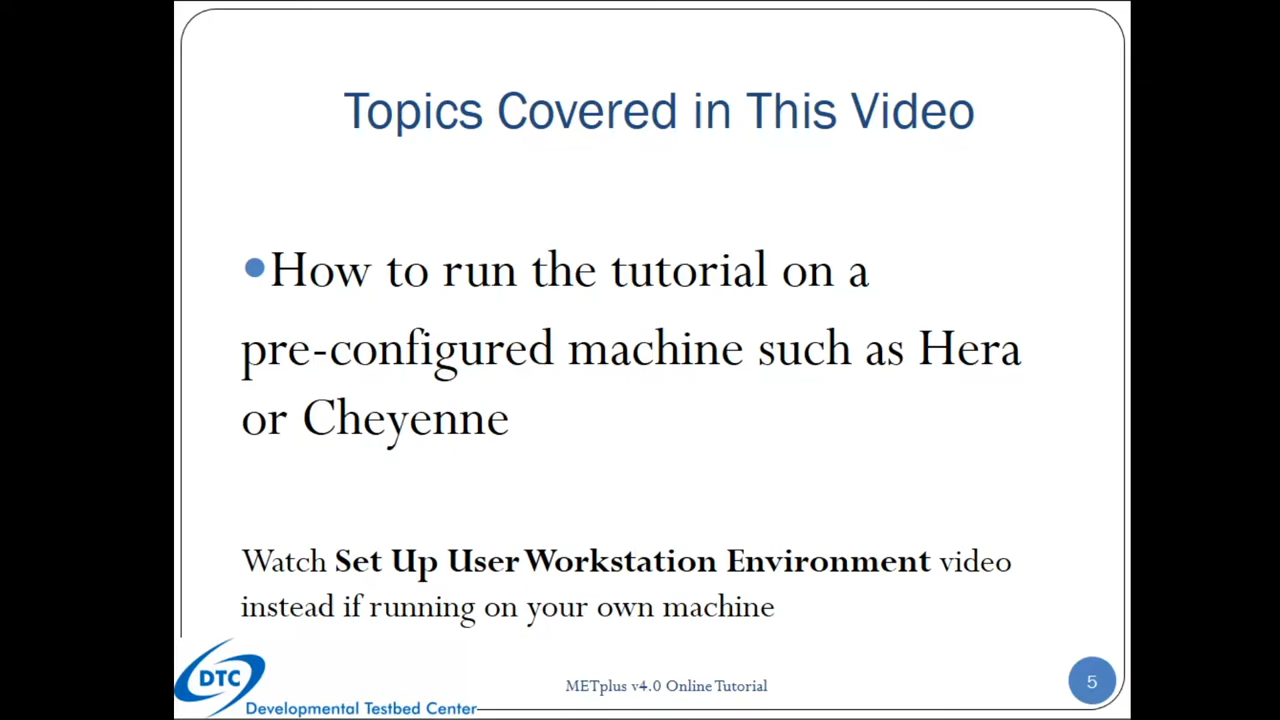 Topics Covered in This Video
•How to run the tutorial on a
pre-configured machine such as Hera
or Cheyenne
Watch Set Up User Workstation Environment video
instead if running on your own machine
DTC
Developmental Testbed Center
METplus v4.0 Online Tutorial
5